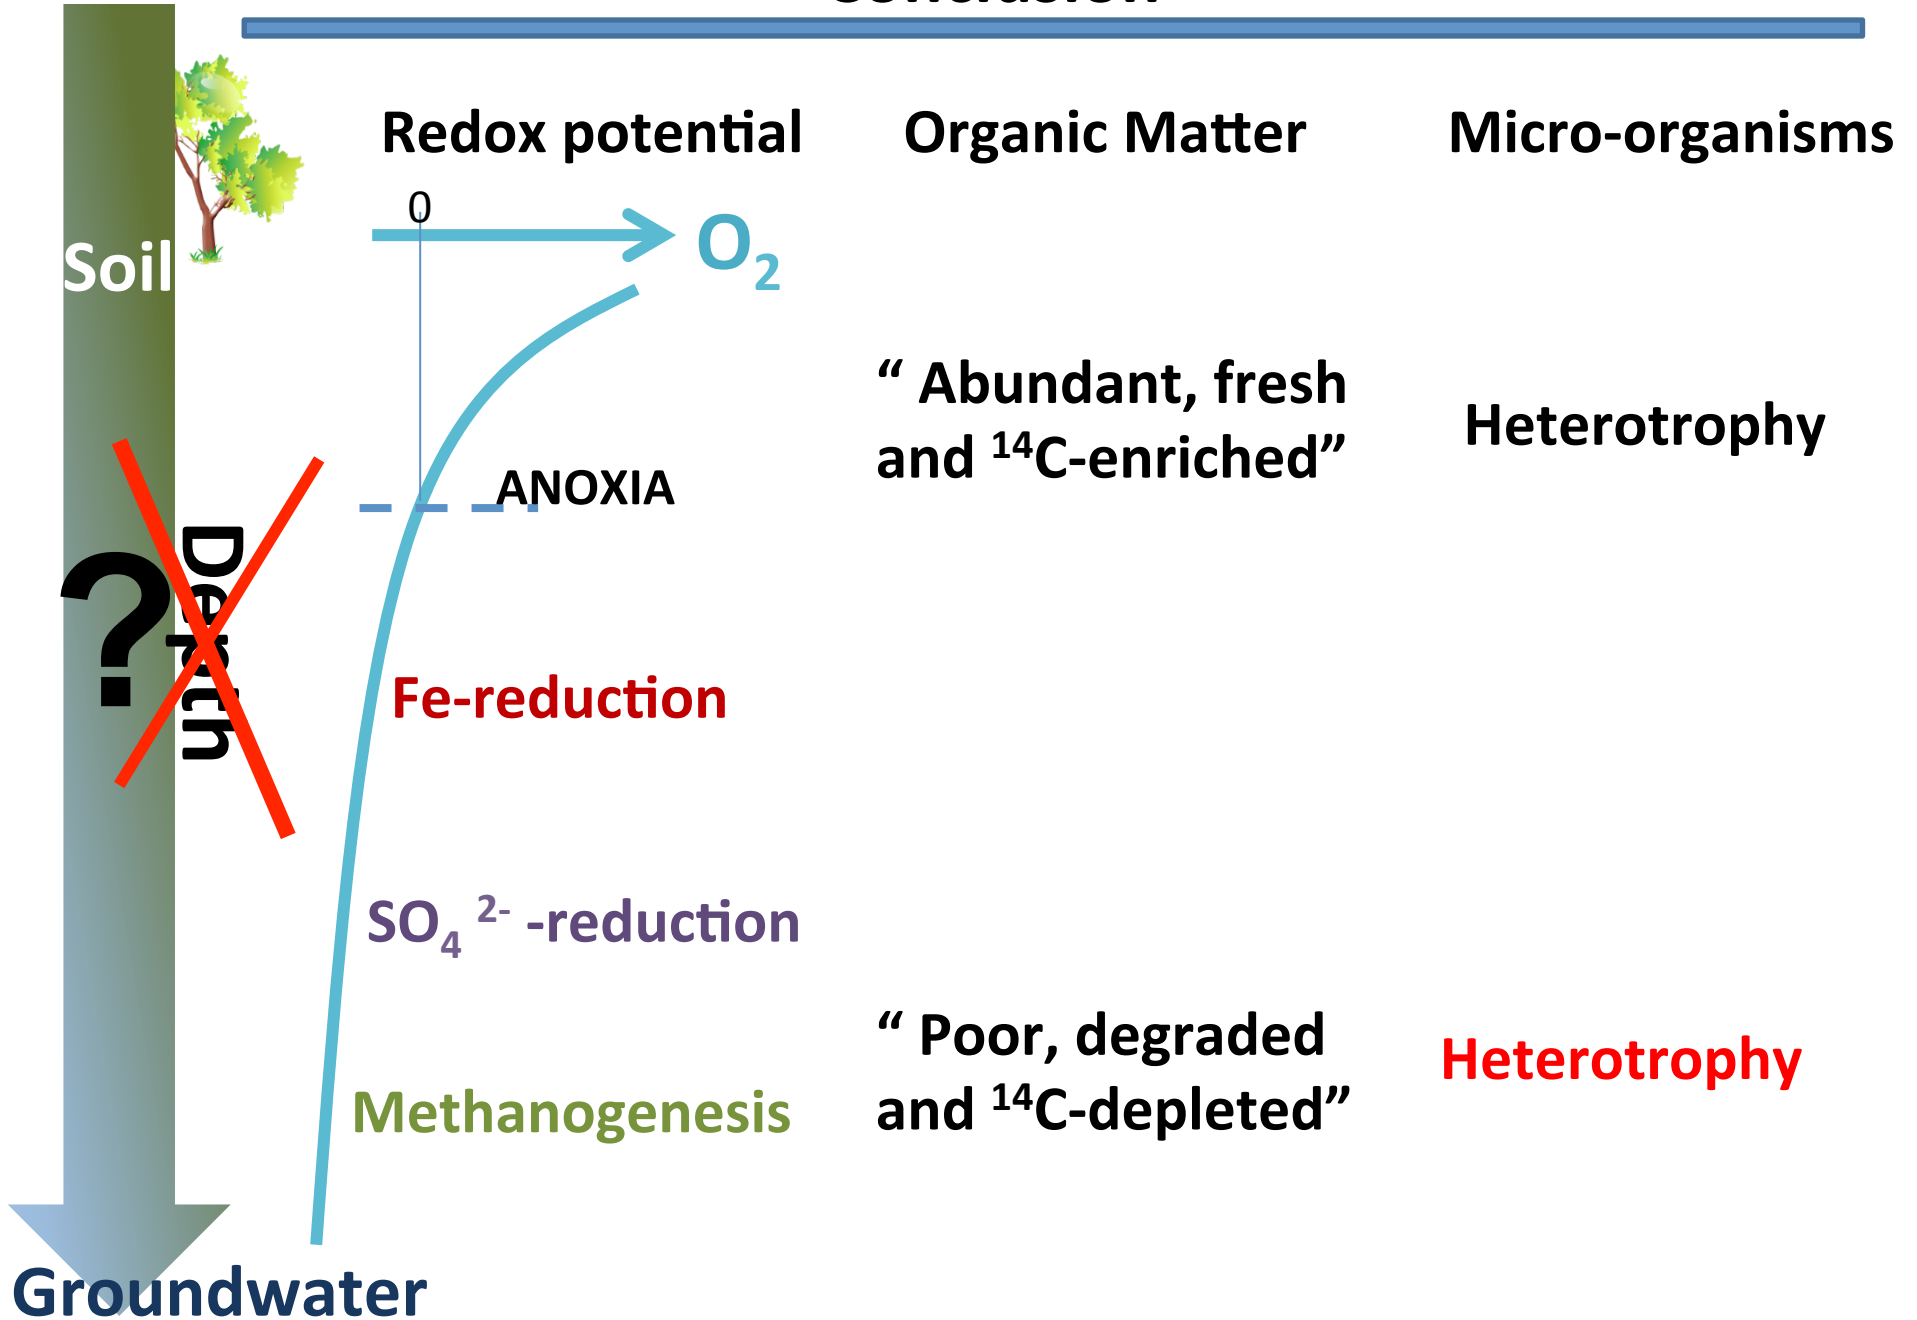 Conclusion
Redox potential
Organic Matter
Micro-organisms
0
O₂
Soil
“ Abundant, fresh
and ¹⁴C-enriched”
Heterotrophy
ANOXIA
?
Depth
Fe-reduction
SO₄ ²⁻ -reduction
“ Poor, degraded
and ¹⁴C-depleted”
Heterotrophy
Methanogenesis
Groundwater